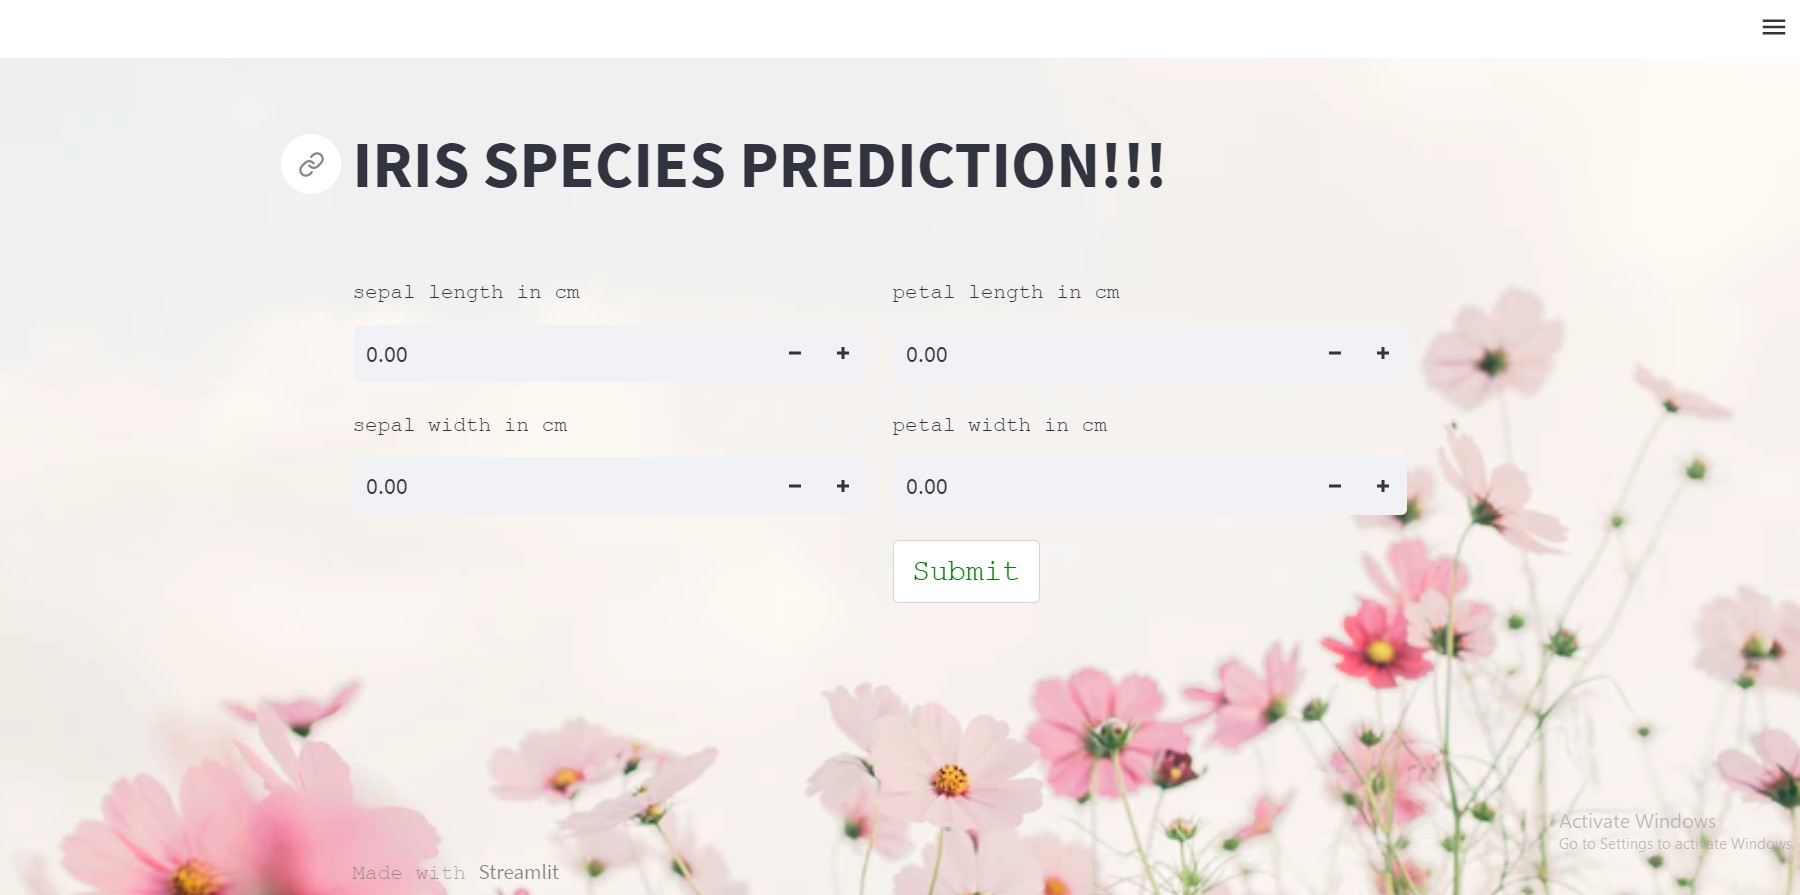 IRIS SPECIES PREDICTION!!!
sepal length in cm
0.00
petal length in cm
0.00
sepal width in cm
0.00
petal width in cm
0.00
Submit
Activate Windows
Go to Settings to activate Windows.
Made with Streamlit